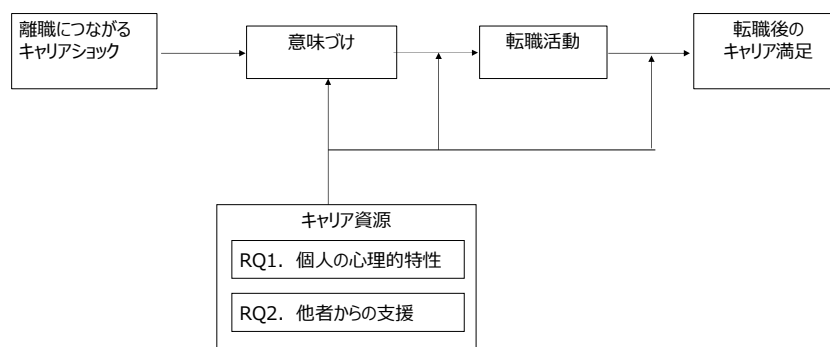 離職につながる
キャリアショック
意味づけ
転職活動
転職後の
キャリア満足
キャリア資源
RQ1. 個人の心理的特性
RQ2. 他者からの支援